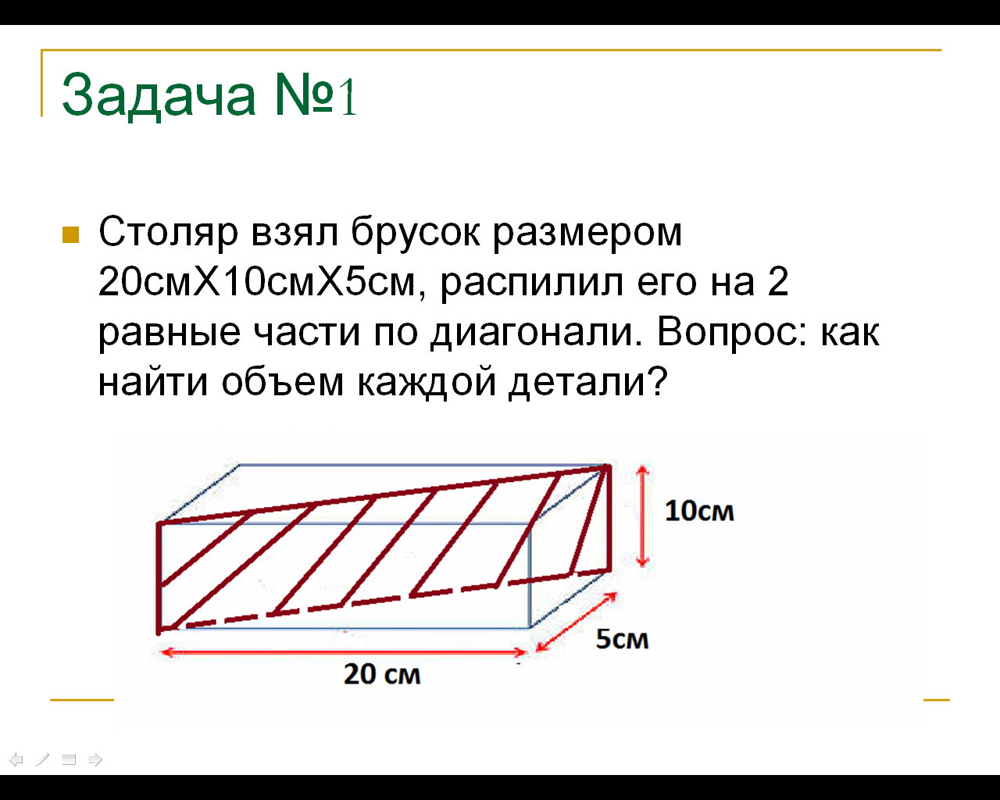 Задача №1
Столяр взял брусок размером
20смХ10смХ5см, распилил его на 2
равные части по диагонали. Вопрос: как
найти объем каждой детали?
10см
5см
20 см